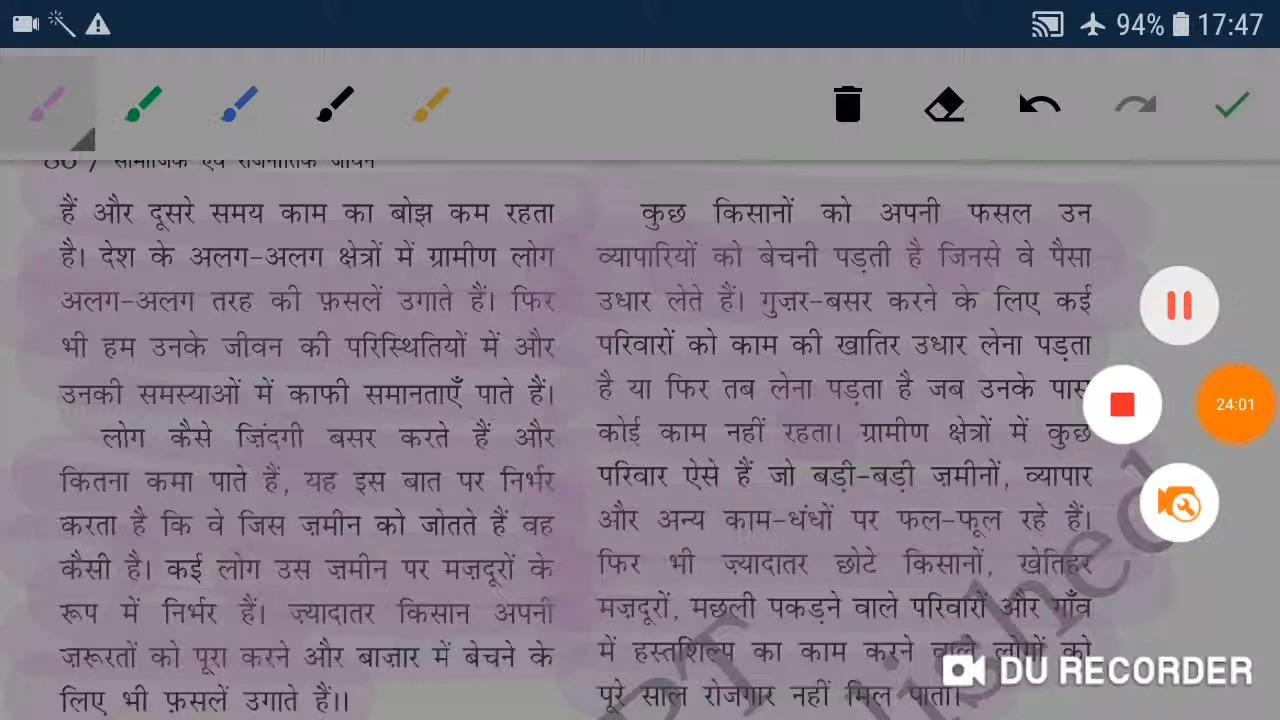 94% 17:47
66 / सामाजिक एवं राजनीतिक जीवन
हैं और दूसरे समय काम का बोझ कम रहता
है। देश के अलग-अलग क्षेत्रों में ग्रामीण लोग
अलग-अलग तरह की फ़सलें उगाते हैं। फिर
भी हम उनके जीवन की परिस्थितियों में और
उनकी समस्याओं में काफी समानताएँ पाते हैं।
लोग कैसे ज़िंदगी बसर करते हैं और
कितना कमा पाते हैं, यह इस बात पर निर्भर
करता है कि वे जिस ज़मीन को जोतते हैं वह
कैसी है। कई लोग उस ज़मीन पर मज़दूरों के
रूप में निर्भर हैं। ज़्यादातर किसान अपनी
ज़रूरतों को पूरा करने और बाज़ार में बेचने के
लिए भी फ़सलें उगाते हैं।।
कुछ किसानों को अपनी फसल उन
व्यापारियों को बेचनी पड़ती है जिनसे वे पैसा
उधार लेते हैं। गुज़र-बसर करने के लिए कई
परिवारों को काम की खातिर उधार लेना पड़ता
है या फिर तब लेना पड़ता है जब उनके पास
कोई काम नहीं रहता। ग्रामीण क्षेत्रों में कुछ
परिवार ऐसे हैं जो बड़ी-बड़ी ज़मीनों, व्यापार
और अन्य काम-धंधों पर फल-फूल रहे हैं।
फिर भी ज़्यादातर छोटे किसानों, खेतिहर
मज़दूरों, मछली पकड़ने वाले परिवारों और गाँव
में हस्तशिल्प का काम करने वाले लोगों को
पूरे साल रोजगार नहीं मिल पाता।
24:01
DU RECORDER